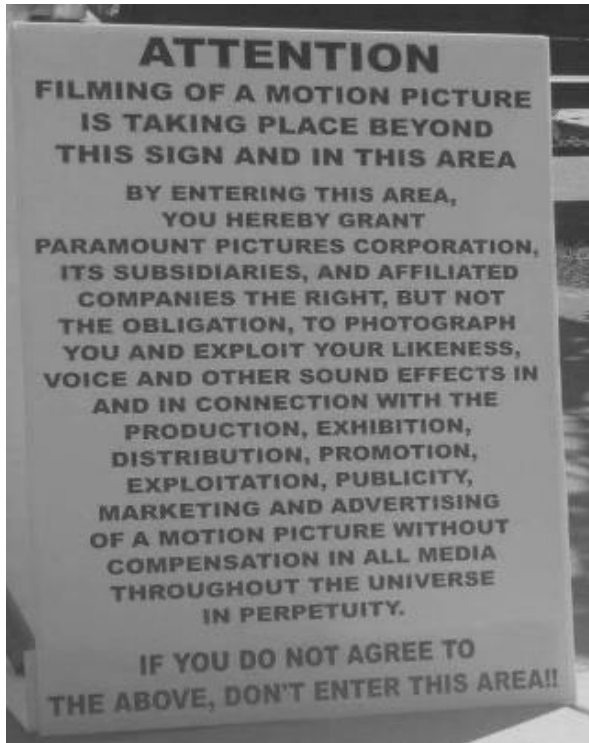 ATTENTION
FILMING OF A MOTION PICTURE
IS TAKING PLACE BEYOND
THIS SIGN AND IN THIS AREA
BY ENTERING THIS AREA,
YOU HEREBY GRANT
PARAMOUNT PICTURES CORPORATION,
ITS SUBSIDIARIES, AND AFFILIATED
COMPANIES THE RIGHT, BUT NOT
THE OBLIGATION, TO PHOTOGRAPH
YOU AND EXPLOIT YOUR LIKENESS,
VOICE AND OTHER SOUND EFFECTS IN
AND IN CONNECTION WITH THE
PRODUCTION, EXHIBITION,
DISTRIBUTION, PROMOTION,
EXPLOITATION, PUBLICITY,
MARKETING AND ADVERTISING
OF A MOTION PICTURE WITHOUT
COMPENSATION IN ALL MEDIA
THROUGHOUT THE UNIVERSE
IN PERPETUITY.
IF YOU DO NOT AGREE TO
THE ABOVE, DON'T ENTER THIS AREA!!